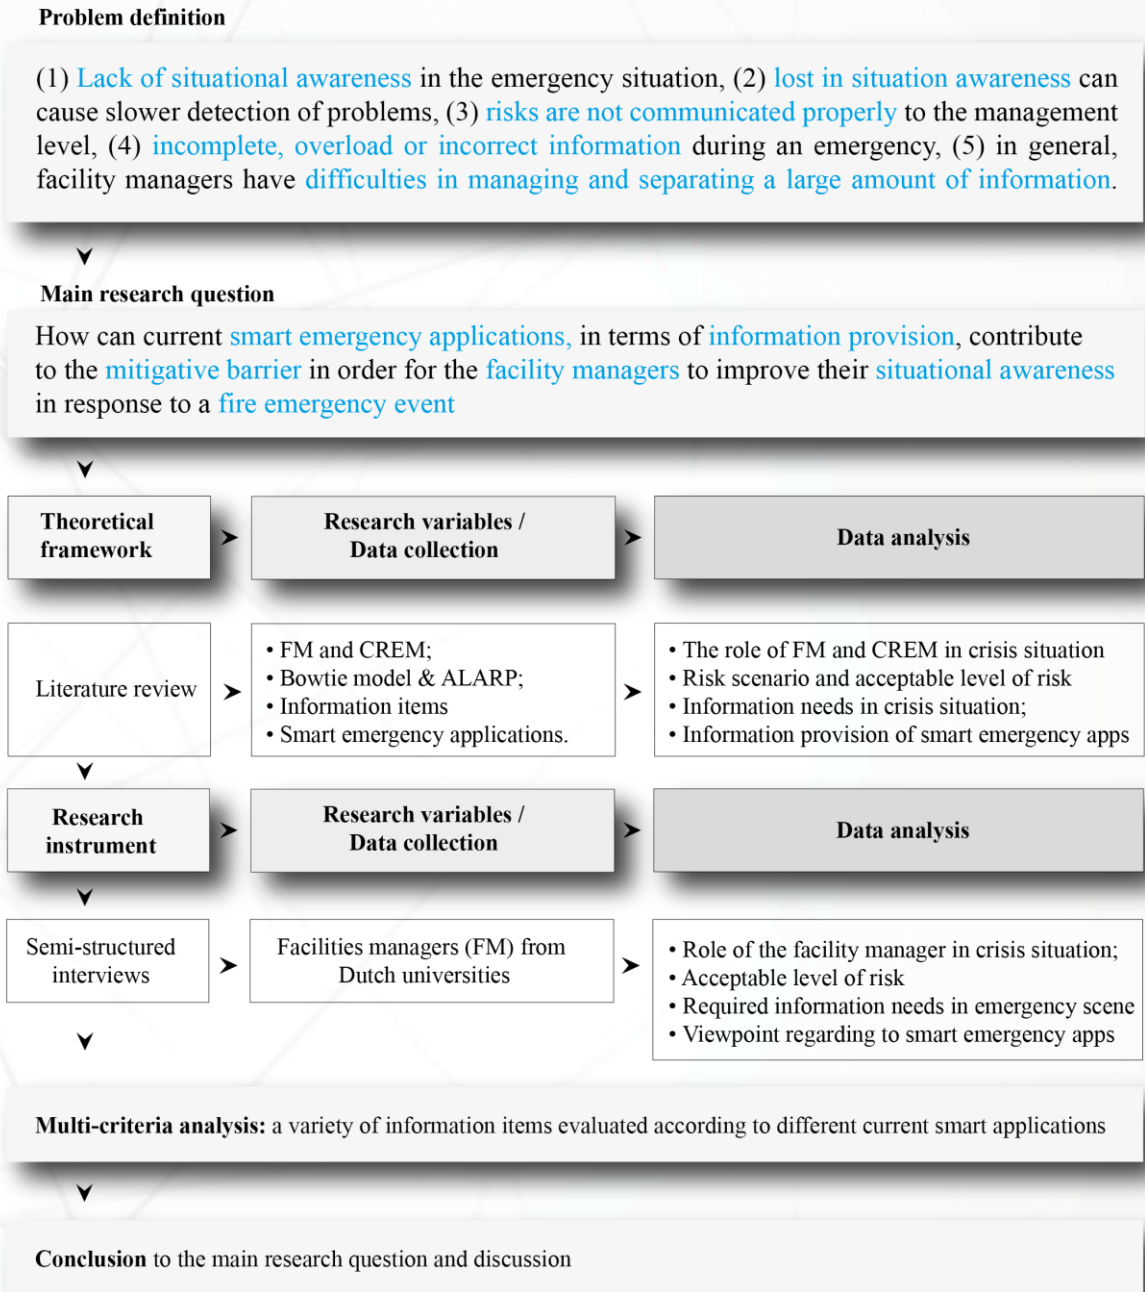 Problem definition
(1) Lack of situational awareness in the emergency situation, (2) lost in situation awareness can
cause slower detection of problems, (3) risks are not communicated properly to the management
level, (4) incomplete, overload or incorrect information during an emergency, (5) in general,
facility managers have difficulties in managing and separating a large amount of information.
Main research question
How can current smart emergency applications, in terms of information provision, contribute
to the mitigative barrier in order for the facility managers to improve their situational awareness
in response to a fire emergency event
Theoretical
framework
Research variables /
Data collection
Data analysis
Literature review
• FM and CREM;
• Bowtie model & ALARP;
• Information items
• Smart emergency applications.
• The role of FM and CREM in crisis situation
• Risk scenario and acceptable level of risk
• Information needs in crisis situation;
• Information provision of smart emergency apps
Research
instrument
Research variables /
Data collection
Data analysis
Semi-structured
interviews
Facilities managers (FM) from
Dutch universities
• Role of the facility manager in crisis situation;
• Acceptable level of risk
• Required information needs in emergency scene
• Viewpoint regarding to smart emergency apps
Multi-criteria analysis: a variety of information items evaluated according to different current smart applications
Conclusion to the main research question and discussion